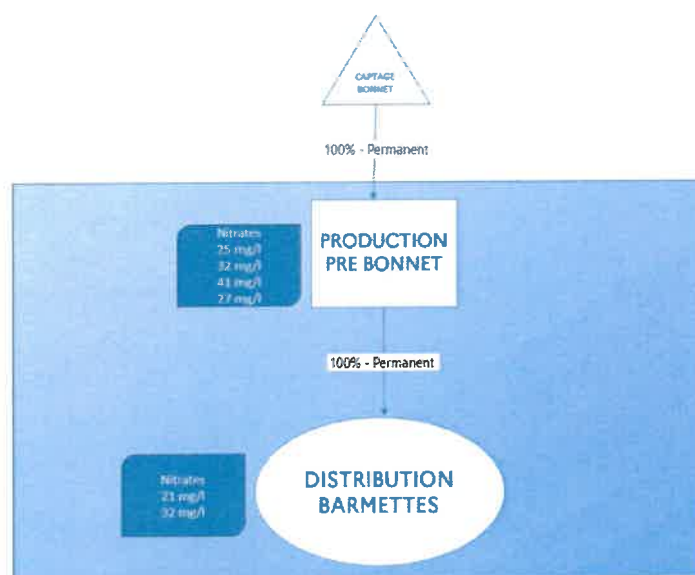 CAPTAGE
BONNET
100% - Permanent
Nitrates
25 mg/l
32 mg/l
41 mg/l
27 mg/l
PRODUCTION
PRE BONNET
100% - Permanent
Nitrates
21 mg/l
32 mg/l
DISTRIBUTION
BARMETTES